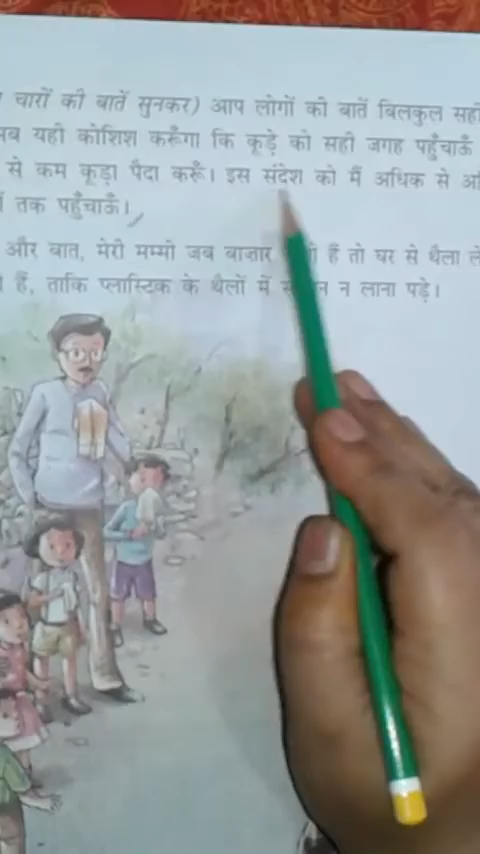 चारों की बातें सुनकर) आप लोगों की बातें बिलकुल सही
यही कोशिश करूँगा कि कूड़े को सही जगह पहुँचाऊँ
से कम कूड़ा पैदा करूँ। इस संदेश को मैं अधिक से
तक पहुँचाऊँ।
और बात, मेरी मम्मी जब बाज़ार हैं तो घर से थैला
हैं, ताकि प्लास्टिक के थैलों में न लाना पड़े।